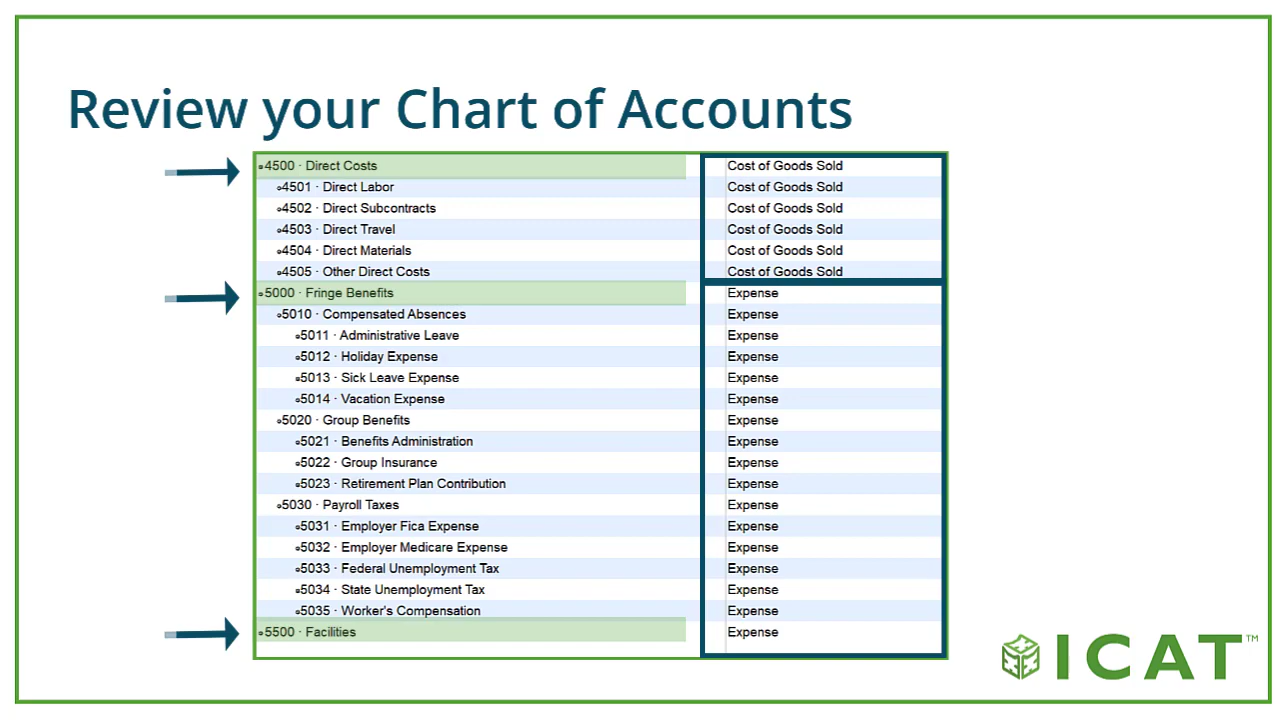 Review your Chart of Accounts
4500 · Direct Costs Cost of Goods Sold
4501 · Direct Labor Cost of Goods Sold
4502 · Direct Subcontracts Cost of Goods Sold
4503 · Direct Travel Cost of Goods Sold
4504 · Direct Materials Cost of Goods Sold
4505 · Other Direct Costs Cost of Goods Sold
5000 · Fringe Benefits Expense
5010 · Compensated Absences Expense
5011 · Administrative Leave Expense
5012 · Holiday Expense Expense
5013 · Sick Leave Expense Expense
5014 · Vacation Expense Expense
5020 · Group Benefits Expense
5021 · Benefits Administration Expense
5022 · Group Insurance Expense
5023 · Retirement Plan Contribution Expense
5030 · Payroll Taxes Expense
5031 · Employer Fica Expense Expense
5032 · Employer Medicare Expense Expense
5033 · Federal Unemployment Tax Expense
5034 · State Unemployment Tax Expense
5035 · Worker's Compensation Expense
5500 · Facilities Expense
ICAT™